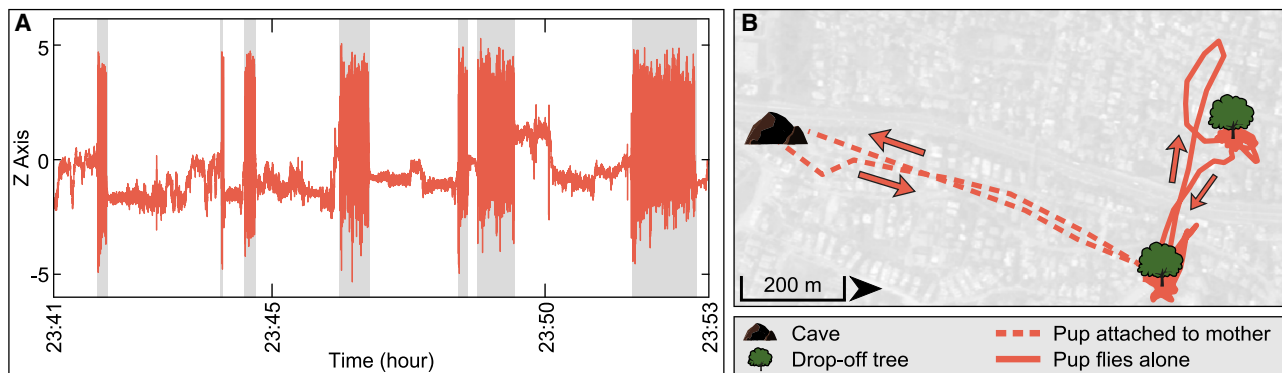 A
Z Axis
5
0
-5
23:41
23:45
23:50
23:53
Time (hour)
B
200 m
Cave
Drop-off tree
Pup attached to mother
Pup flies alone